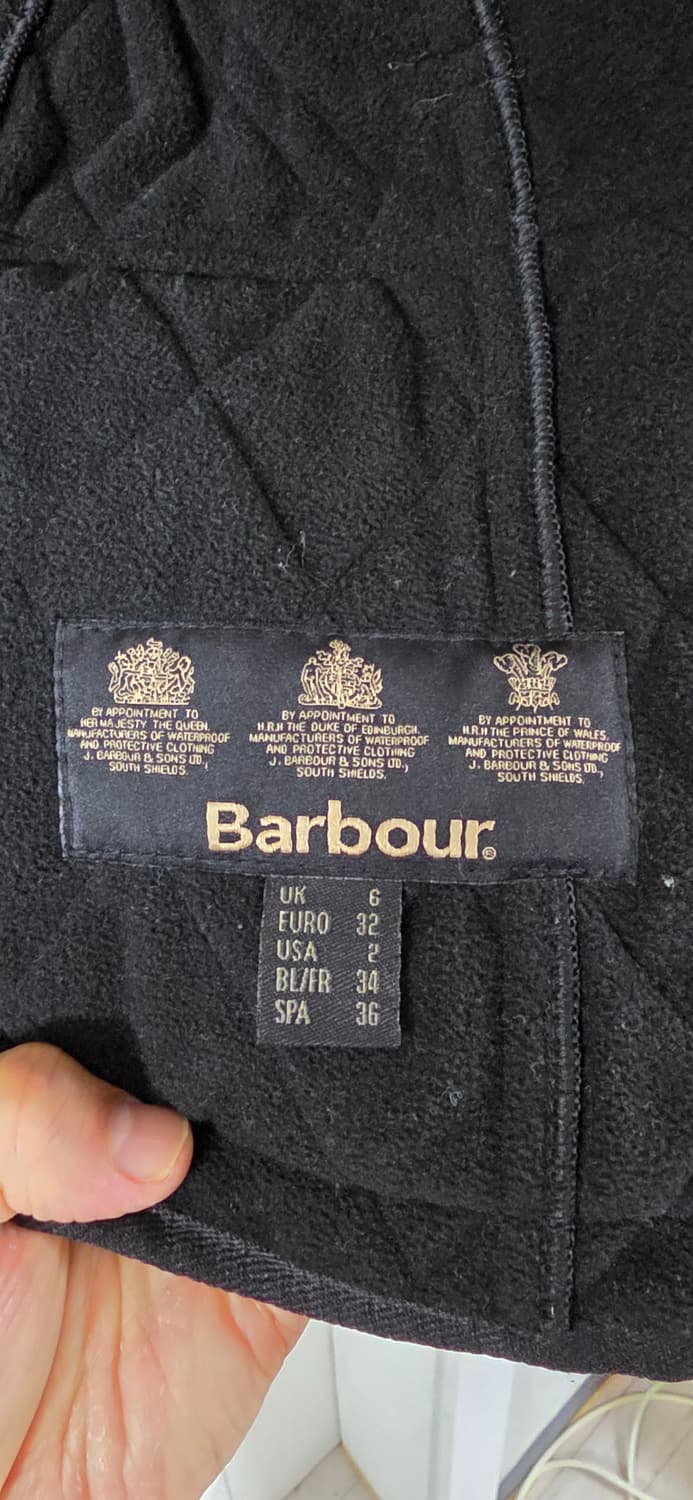 BY APPOINTMENT TO
HER MAJESTY THE QUEEN,
MANUFACTURERS OF WATERPROOF
AND PROTECTIVE CLOTHING
J. BARBOUR & SONS LTD.,
SOUTH SHIELDS.
BY APPOINTMENT TO
H.R.H THE DUKE OF EDINBURGH,
MANUFACTURERS OF WATERPROOF
AND PROTECTIVE CLOTHING
J. BARBOUR & SONS LTD.,
SOUTH SHIELDS.
BY APPOINTMENT TO
H.R.H THE PRINCE OF WALES,
MANUFACTURERS OF WATERPROOF
AND PROTECTIVE CLOTHING
J. BARBOUR & SONS LTD.,
SOUTH SHIELDS.
Barbour®
UK 6
EURO 32
USA 2
BL/FR 34
SPA 36